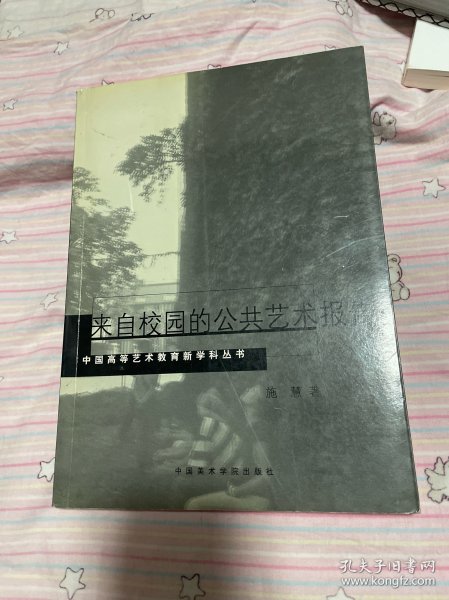 来自校园的公共艺术报
中国高等艺术教育新学科丛书
施 慧 著
中国美术学院出版社
孔夫子旧书网
www.kongfz.com